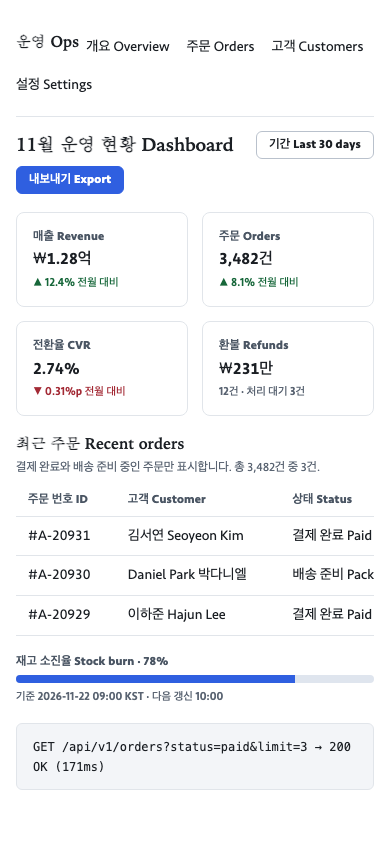 운영 Ops 개요 Overview 주문 Orders 고객 Customers
설정 Settings
11월 운영 현황 Dashboard 기간 Last 30 days
내보내기 Export
매출 Revenue
₩1.28억
▲ 12.4% 전월 대비
주문 Orders
3,482건
▲ 8.1% 전월 대비
전환율 CVR
2.74%
▼ 0.31%p 전월 대비
환불 Refunds
₩231만
12건 · 처리 대기 3건
최근 주문 Recent orders
결제 완료와 배송 준비 중인 주문만 표시합니다. 총 3,482건 중 3건.
주문 번호 ID 고객 Customer 상태 Status
#A-20931 김서연 Seoyeon Kim 결제 완료 Paid
#A-20930 Daniel Park 박다니엘 배송 준비 Pack
#A-20929 이하준 Hajun Lee 결제 완료 Paid
재고 소진율 Stock burn · 78%
기준 2026-11-22 09:00 KST · 다음 갱신 10:00
GET /api/v1/orders?status=paid&limit=3 → 200
OK (171ms)